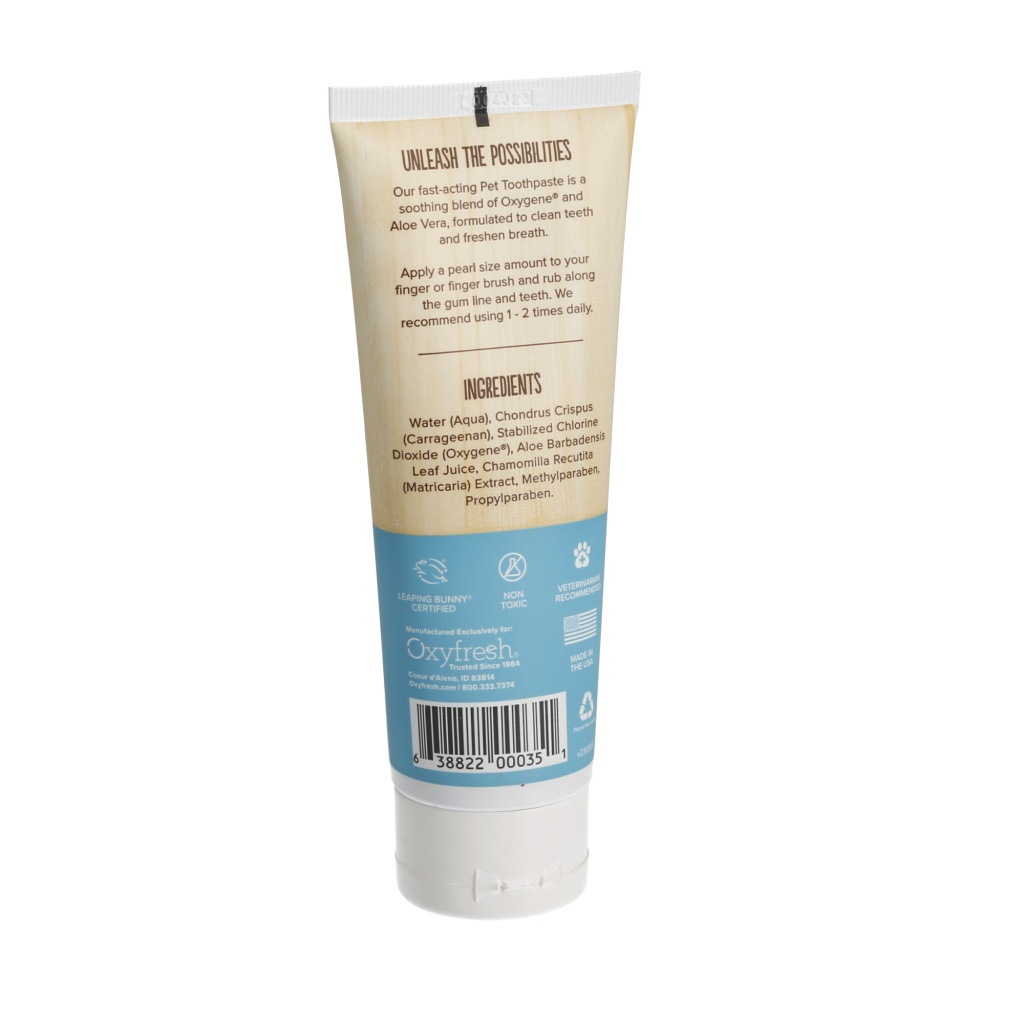 004323
UNLEASH THE POSSIBILITIES
Our fast-acting Pet Toothpaste is a
soothing blend of Oxygene® and
Aloe Vera, formulated to clean teeth
and freshen breath.
Apply a pearl size amount to your
finger or finger brush and rub along
the gum line and teeth. We
recommend using 1 - 2 times daily.
INGREDIENTS
Water (Aqua), Chondrus Crispus
(Carrageenan), Stabilized Chlorine
Dioxide (Oxygene®), Aloe Barbadensis
Leaf Juice, Chamomilla Recutita
(Matricaria) Extract, Methylparaben,
Propylparaben.
LEAPING BUNNY®
CERTIFIED
NON
TOXIC
VETERINARIAN
RECOMMENDED
Manufactured Exclusively for:
Oxyfresh®
Trusted Since 1984
Coeur d'Alene, ID 83814
Oxyfresh.com | 800.333.7374
MADE IN
THE USA
Please
6 38822 00035 1